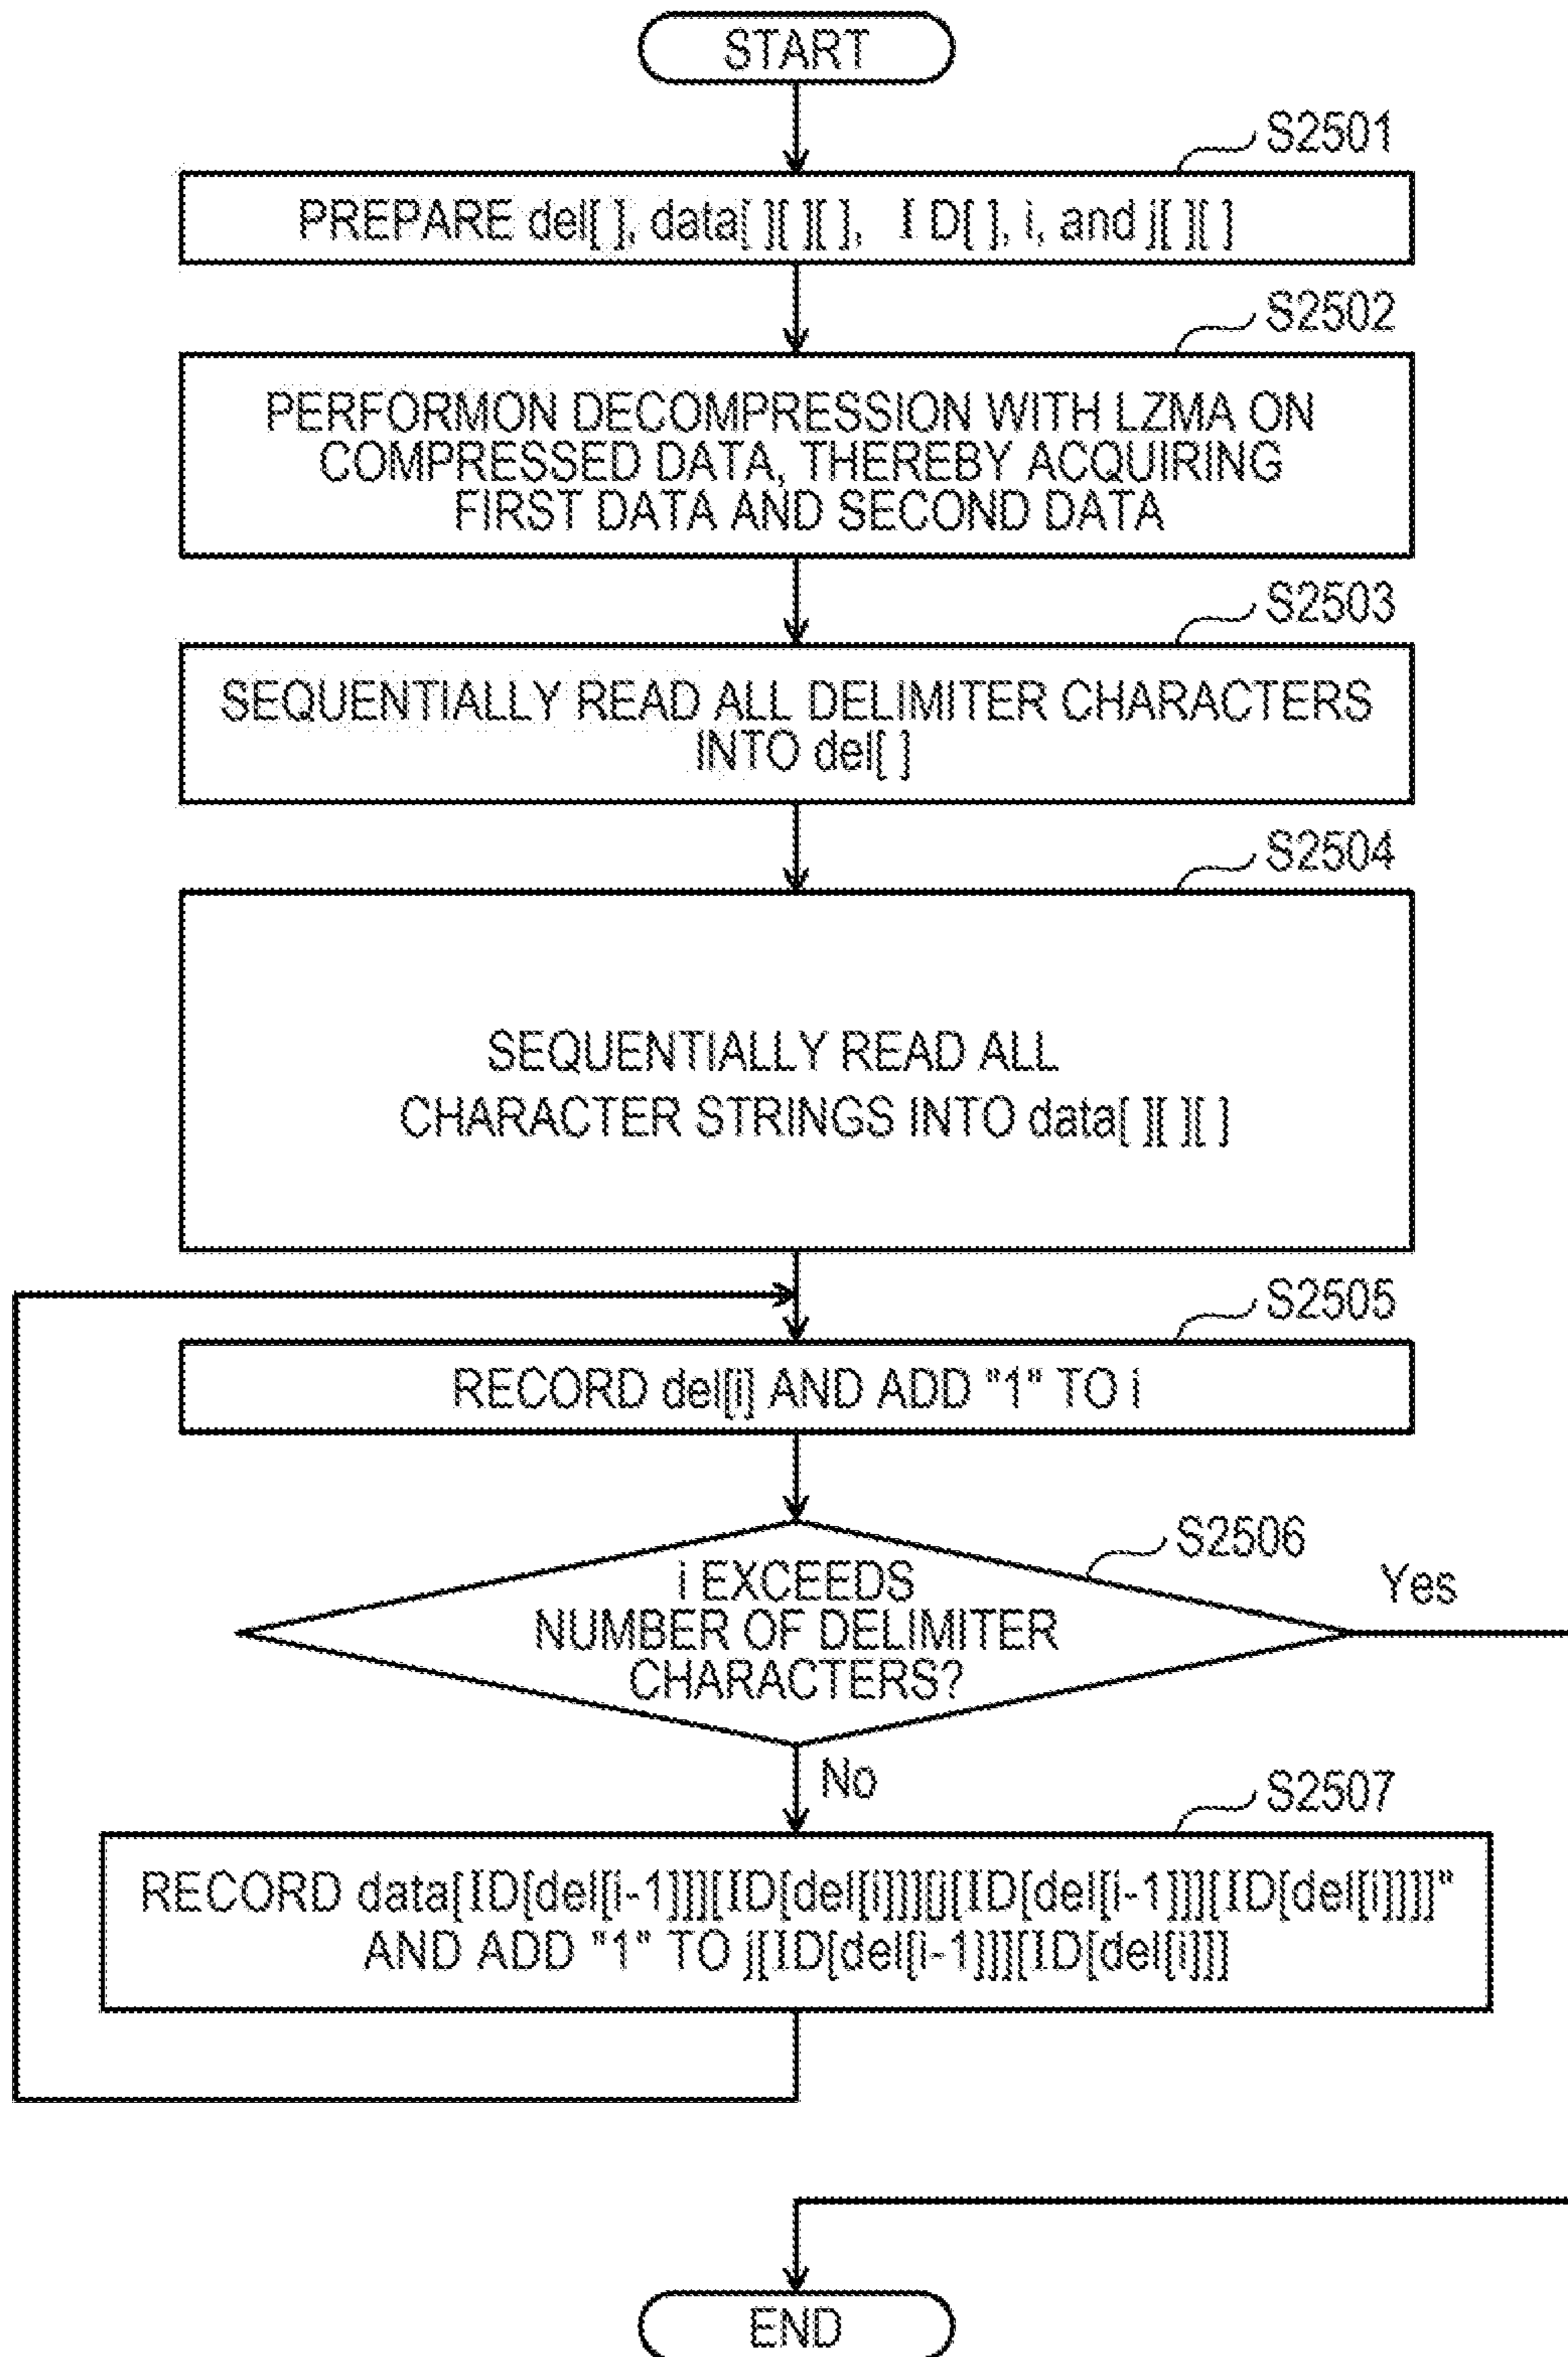 START
S2501
PREPARE del[ ], data[ ][ ][ ], I D[ ], i, and j[ ][ ]
S2502
PERFORMON DECOMPRESSION WITH LZMA ON
COMPRESSED DATA, THEREBY ACQUIRING
FIRST DATA AND SECOND DATA
S2503
SEQUENTIALLY READ ALL DELIMITER CHARACTERS
INTO del[ ]
S2504
SEQUENTIALLY READ ALL
CHARACTER STRINGS INTO data[ ][ ][ ]
S2505
RECORD del[i] AND ADD "1" TO i
S2506
i EXCEEDS
NUMBER OF DELIMITER
CHARACTERS?
Yes
No
S2507
RECORD data[ID[del[i-1]]][ID[del[i]]][j[ID[del[i-1]]][ID[del[i]]]]"
AND ADD "1" TO j[ID[del[i-1]]][ID[del[i]]]
END